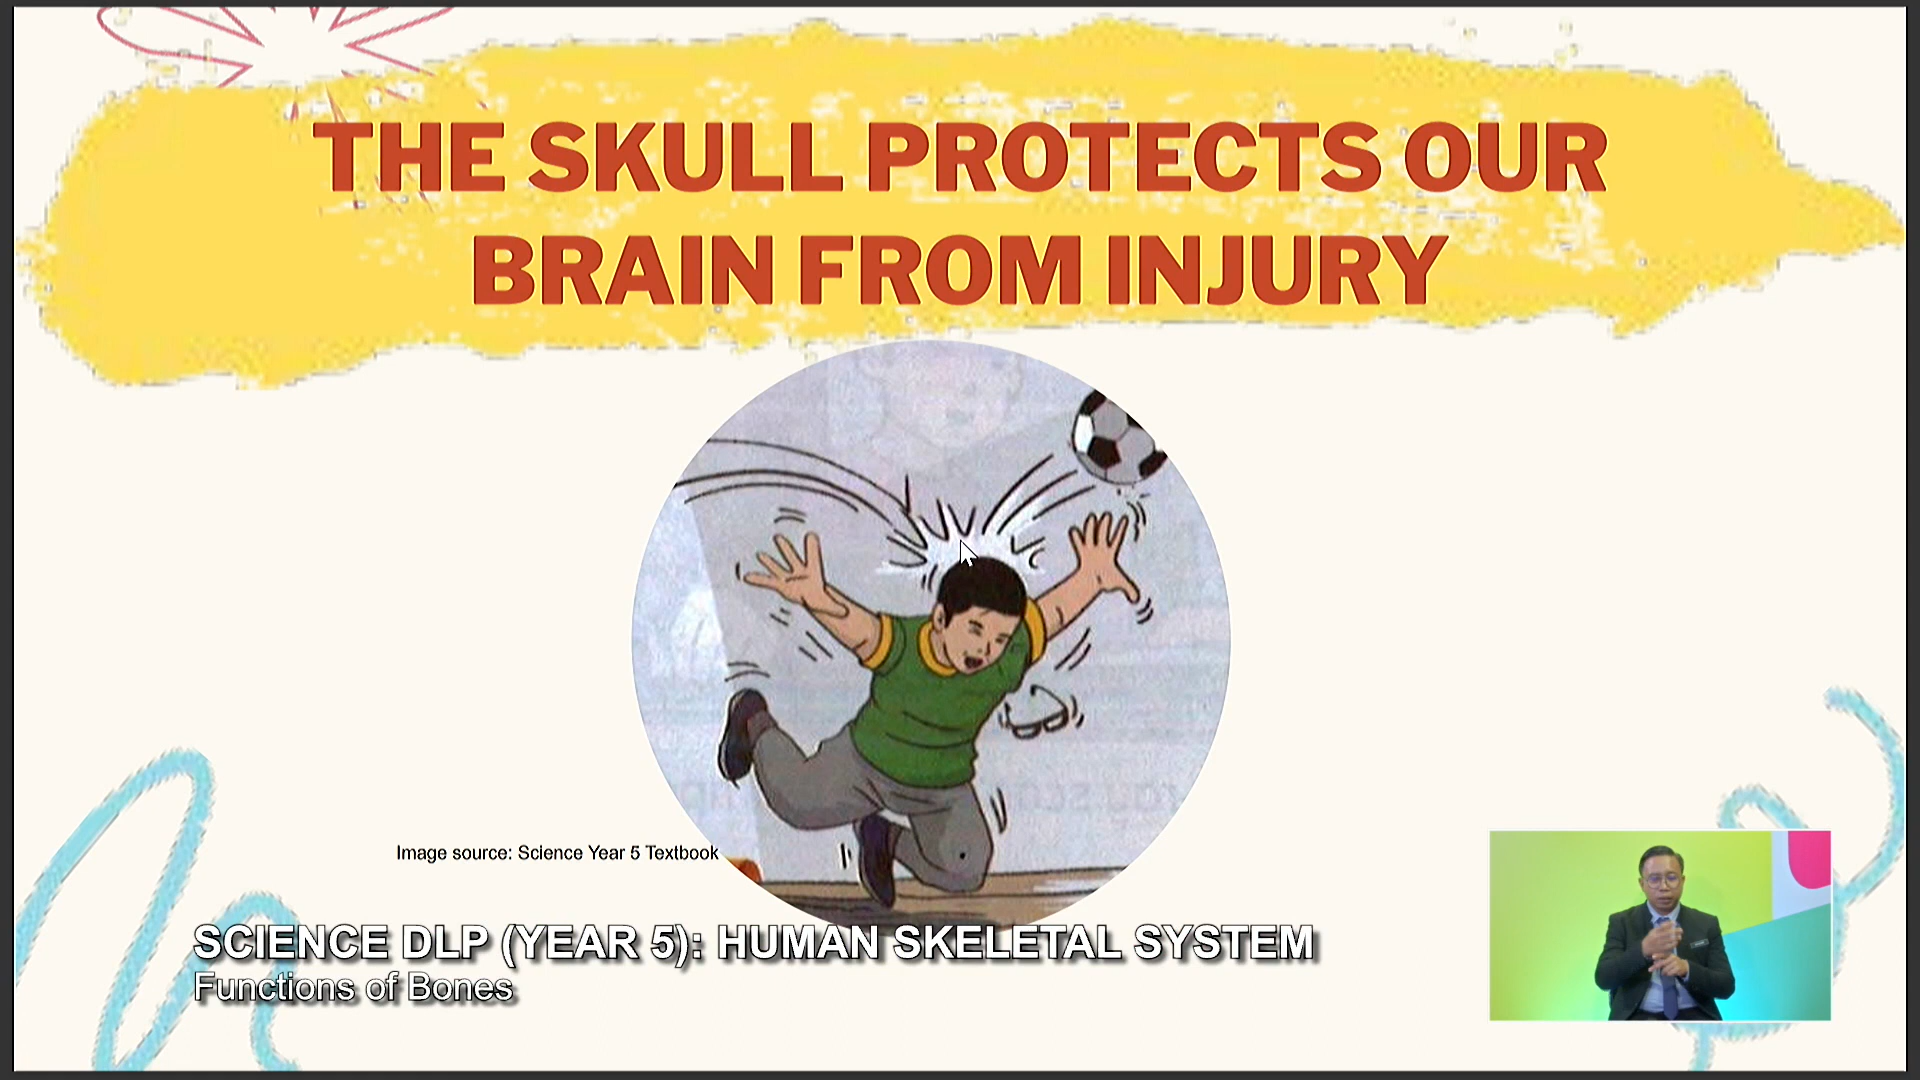 THE SKULL PROTECTS OUR
BRAIN FROM INJURY
Image source: Science Year 5 Textbook
SCIENCE DLP (YEAR 5): HUMAN SKELETAL SYSTEM
Functions of Bones